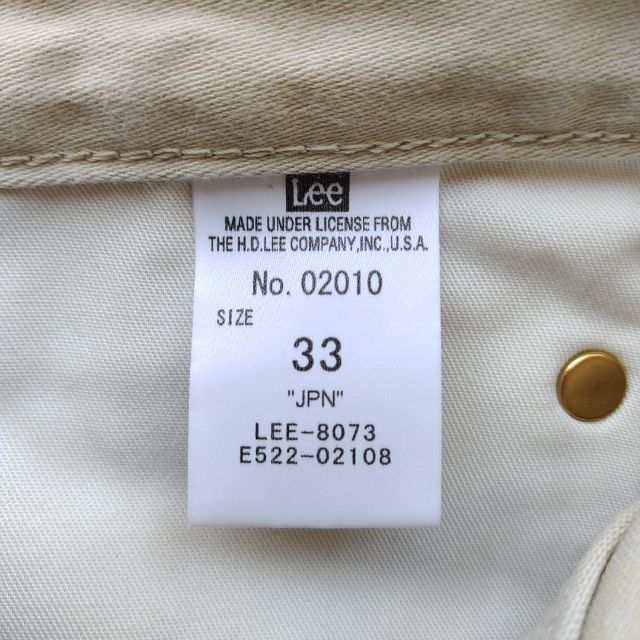 Lee
MADE UNDER LICENSE FROM
THE H.D.LEE COMPANY,INC.,U.S.A.
No. 02010
SIZE
33
"JPN"
LEE-8073
E522-02108